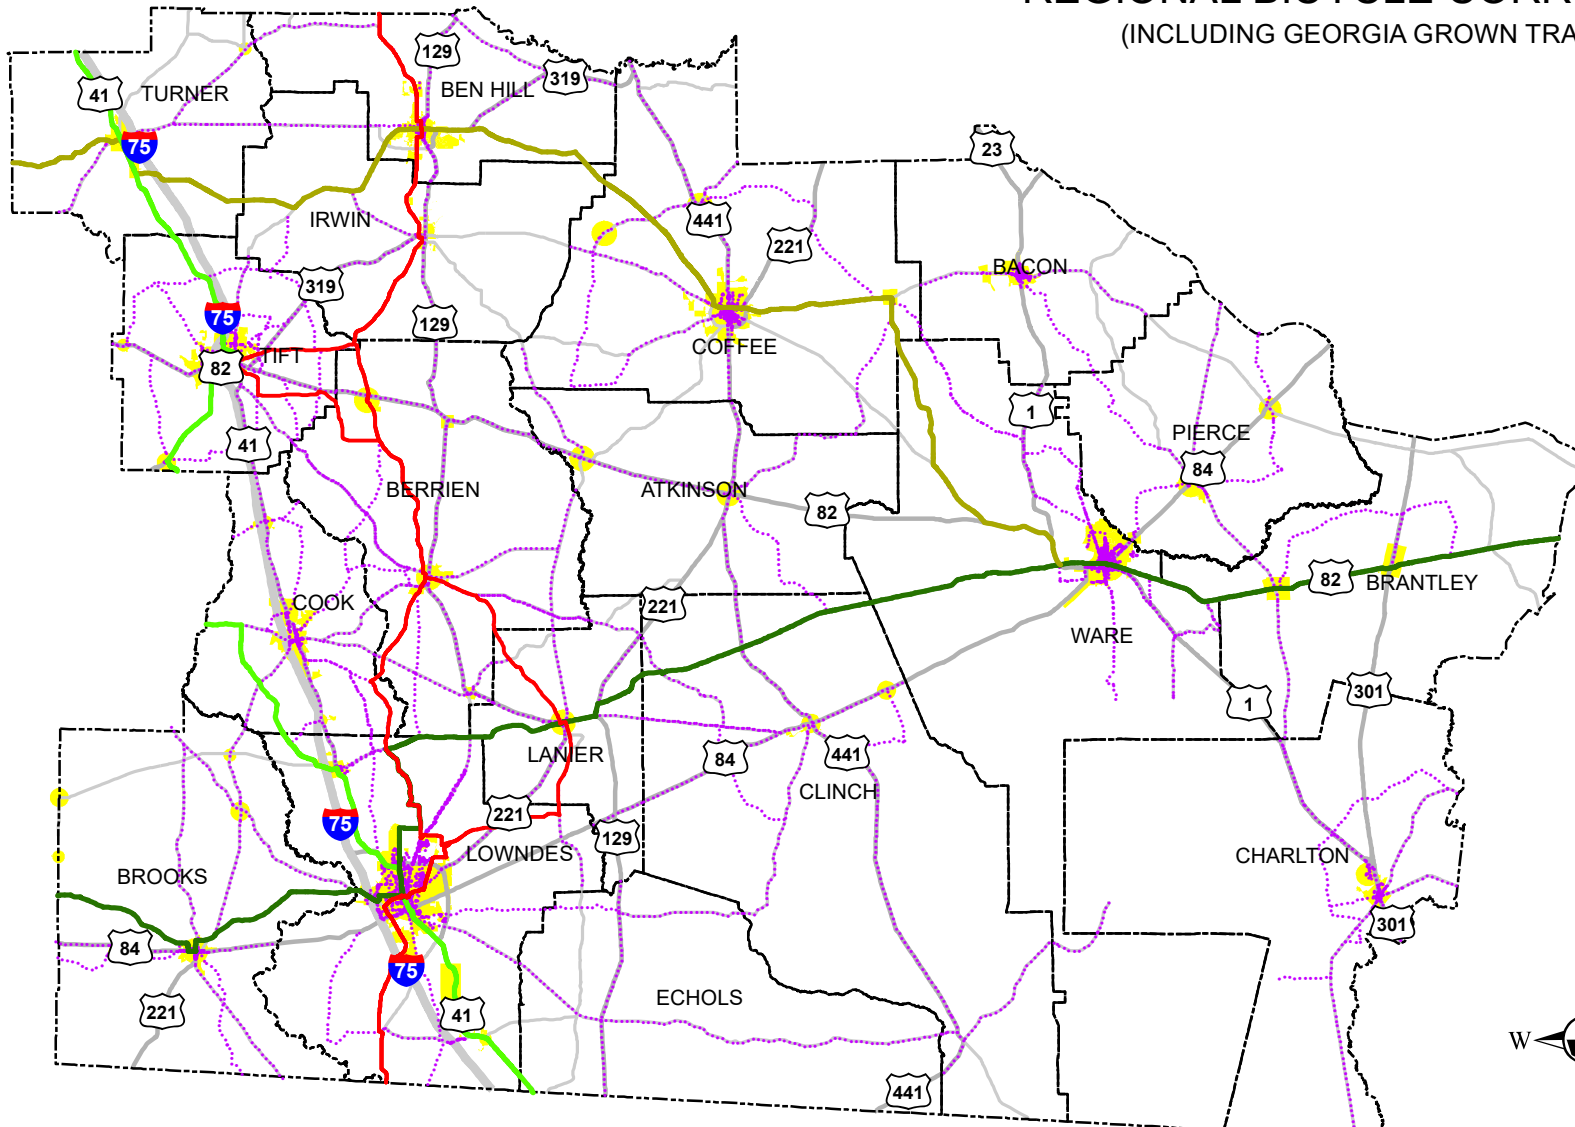 (INCLUDING GEORGIA GROWN TRA
129
319
41
TURNER
BEN HILL
75
23
IRWIN
441
221
BACON
319
75
129
COFFEE
TIFT
82
1
41
PIERCE
84
BERRIEN
ATKINSON
82
COOK
221
82
BRANTLEY
WARE
301
1
LANIER
84
441
CLINCH
221
75
129
LOWNDES
CHARLTON
BROOKS
301
84
75
ECHOLS
221
41
W
441